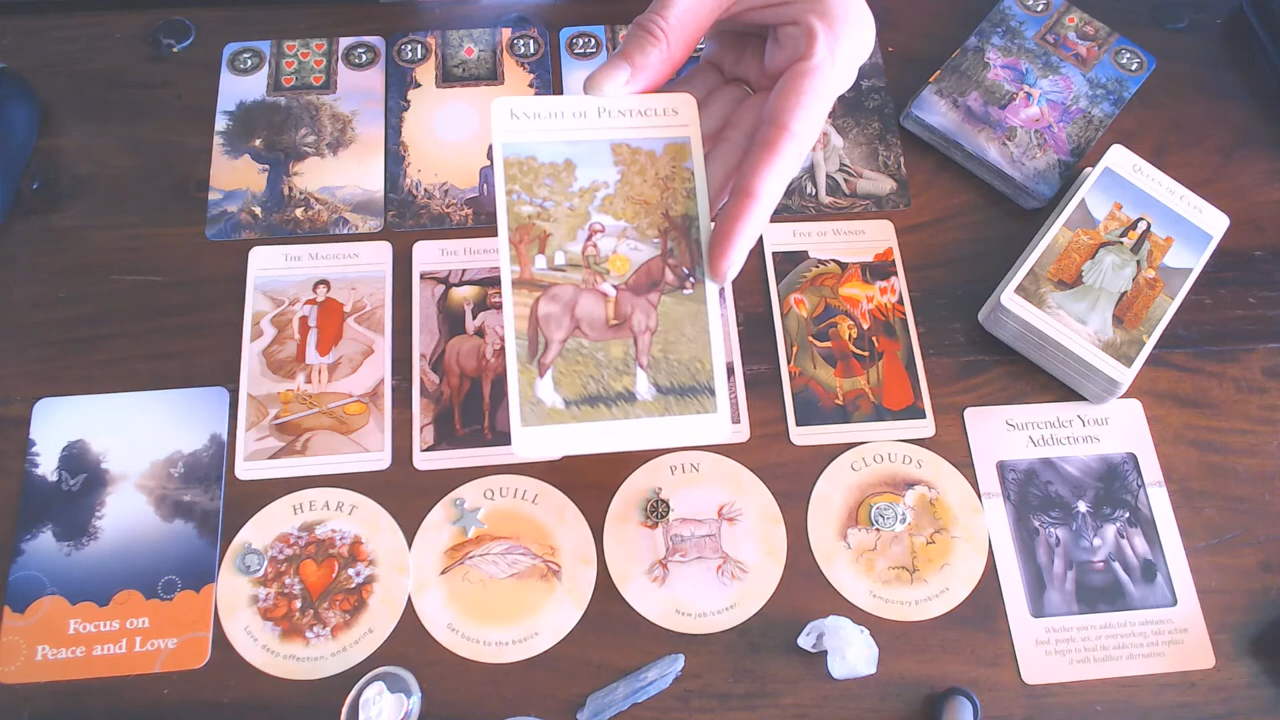 5 5
31 31
22
34
34
KNIGHT OF PENTACLES
QUEEN OF CUPS
THE MAGICIAN
FIVE OF WANDS
THE
Surrender Your
Addictions
Whether you're addicted to substances,
food, people, sex, or overworking, take action
to begin to heal the addiction and replace
it with healthier alternatives.
Focus on
Peace and Love
HEART
Love, deep affection, and caring
QUILL
Get back to the basics
PIN
New job/career.
CLOUDS
Temporary problems